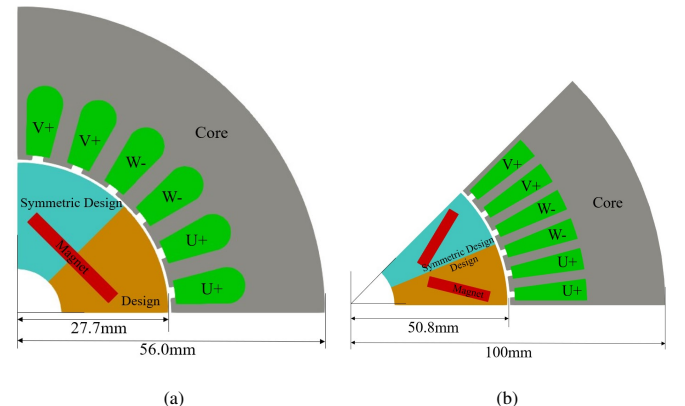 V+
V+
W-
W-
U+
U+
Core
Symmetric Design
Magnet
Design
27.7mm
56.0mm
(a)
V+
V+
W-
W-
U+
U+
Core
Symmetric Design
Design
Magnet
50.8mm
100mm
(b)